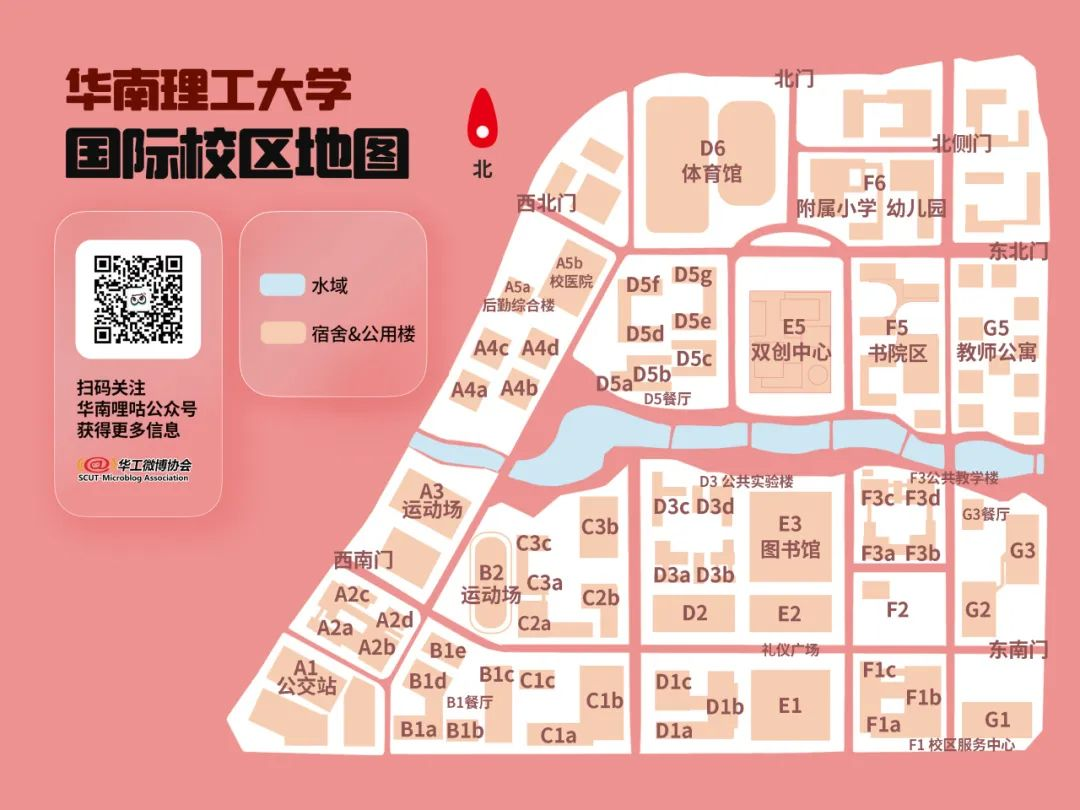 华南理工大学
国际校区地图
北
水域
宿舍&公用楼
扫码关注
华南哩咕公众号
获得更多信息
华工微博协会
SCUT-Microblog Association
北门
北侧门
D6
体育馆
F6
附属小学 幼儿园
西北门
东北门
A5b
校医院
A5a
后勤综合楼
D5f
D5g
D5d
D5e
D5c
D5b
D5a
D5餐厅
E5
双创中心
F5
书院区
G5
教师公寓
A4c
A4d
A4a
A4b
A3
运动场
D3 公共实验楼
D3c
D3d
D3a
D3b
E3
图书馆
F3公共教学楼
F3c
F3d
F3a
F3b
G3餐厅
G3
C3b
C3c
C3a
B2
运动场
C2b
C2a
D2
E2
F2
G2
西南门
A2c
A2a
A2d
A2b
礼仪广场
东南门
A1
公交站
B1e
B1d
B1c
B1餐厅
B1a
B1b
C1c
C1b
C1a
D1c
D1b
D1a
E1
F1c
F1b
F1a
G1
F1 校区服务中心